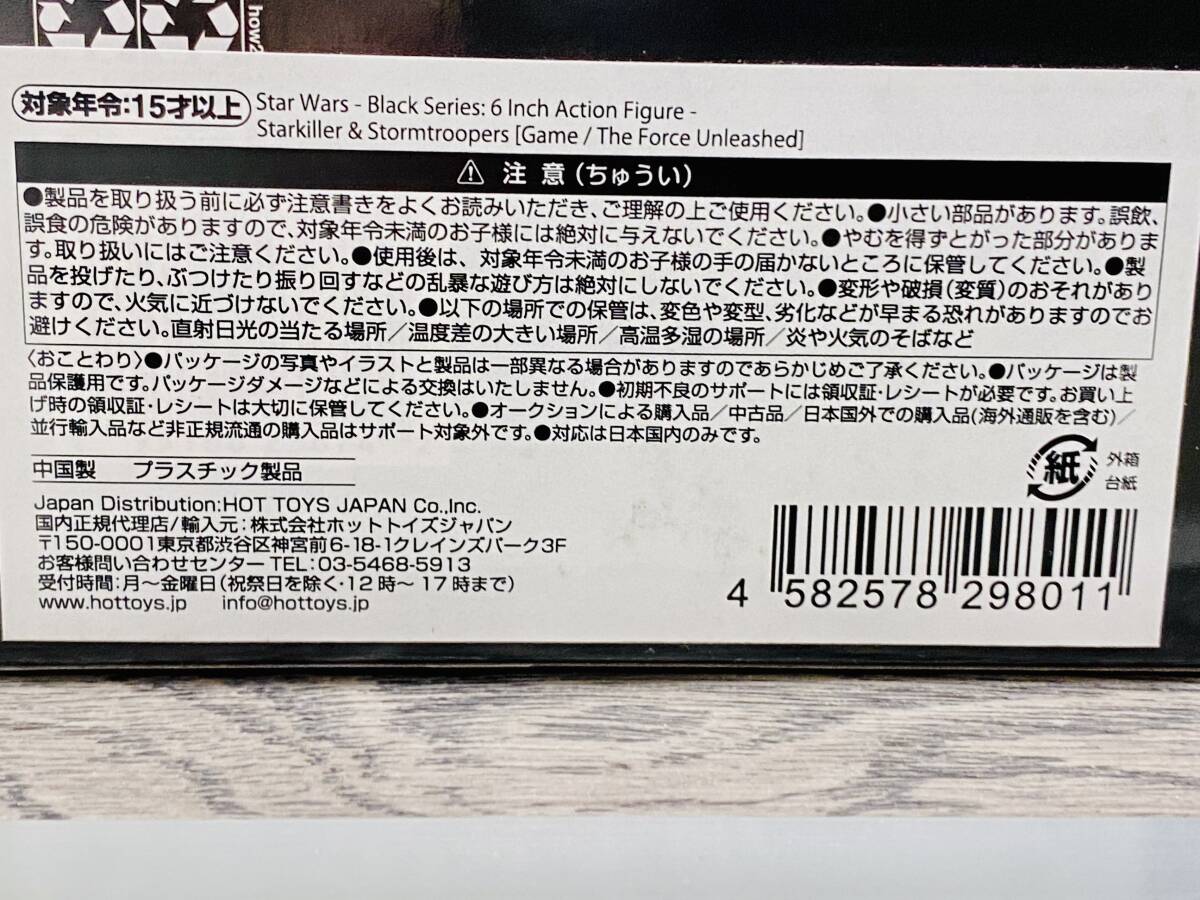 how2
対象年令:15才以上
Star Wars - Black Series: 6 Inch Action Figure -
Starkiller & Stormtroopers [Game / The Force Unleashed]
⚠ 注意(ちゅうい)
●製品を取り扱う前に必ず注意書きをよくお読みいただき、ご理解の上ご使用ください。●小さい部品があります。誤飲、
誤食の危険がありますので、対象年令未満のお子様には絶対に与えないでください。●やむを得ずとがった部分がありま
す。取り扱いにはご注意ください。●使用後は、対象年令未満のお子様の手の届かないところに保管してください。●製
品を投げたり、ぶつけたり振り回すなどの乱暴な遊び方は絶対にしないでください。●変形や破損(変質)のおそれがあり
ますので、火気に近づけないでください。●以下の場所での保管は、変色や変型、劣化などが早まる恐れがありますのでお
避けください。直射日光の当たる場所/温度差の大きい場所/高温多湿の場所/炎や火気のそばなど
〈おことわり〉●パッケージの写真やイラストと製品は一部異なる場合がありますのであらかじめご了承ください。●パッケージは製
品保護用です。パッケージダメージなどによる交換はいたしません。●初期不良のサポートには領収証・レシートが必要です。お買い上
げ時の領収証・レシートは大切に保管してください。●オークションによる購入品/中古品/日本国外での購入品(海外通販を含む)/
並行輸入品など非正規流通の購入品はサポート対象外です。●対応は日本国内のみです。
中国製 プラスチック製品
紙
外箱
台紙
Japan Distribution:HOT TOYS JAPAN Co.,Inc.
国内正規代理店/輸入元:株式会社ホットトイズジャパン
〒150-0001東京都渋谷区神宮前6-18-1クレインズパーク3F
お客様問い合わせセンターTEL:03-5468-5913
受付時間:月〜金曜日(祝祭日を除く・12時〜17時まで)
www.hottoys.jp info@hottoys.jp
4 582578 298011